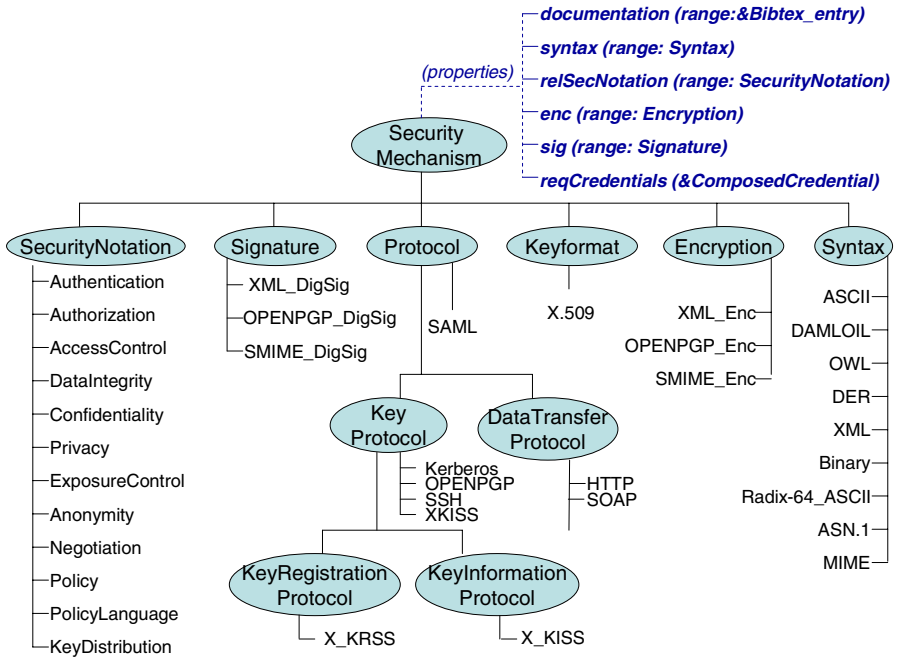 documentation (range:&Bibtex_entry)
syntax (range: Syntax)
(properties)
relSecNotation (range: SecurityNotation)
enc (range: Encryption)
Security
Mechanism
sig (range: Signature)
reqCredentials (&ComposedCredential)
SecurityNotation
Signature
Protocol
Keyformat
Encryption
Syntax
Authentication
Authorization
AccessControl
DataIntegrity
Confidentiality
Privacy
ExposureControl
Anonymity
Negotiation
Policy
PolicyLanguage
KeyDistribution
XML_DigSig
OPENPGP_DigSig
SMIME_DigSig
SAML
X.509
XML_Enc
OPENPGP_Enc
SMIME_Enc
ASCII
DAMLOIL
OWL
DER
XML
Binary
Radix-64_ASCII
ASN.1
MIME
Key
Protocol
DataTransfer
Protocol
Kerberos
OPENPGP
SSH
XKISS
HTTP
SOAP
KeyRegistration
Protocol
KeyInformation
Protocol
X_KRSS
X_KISS